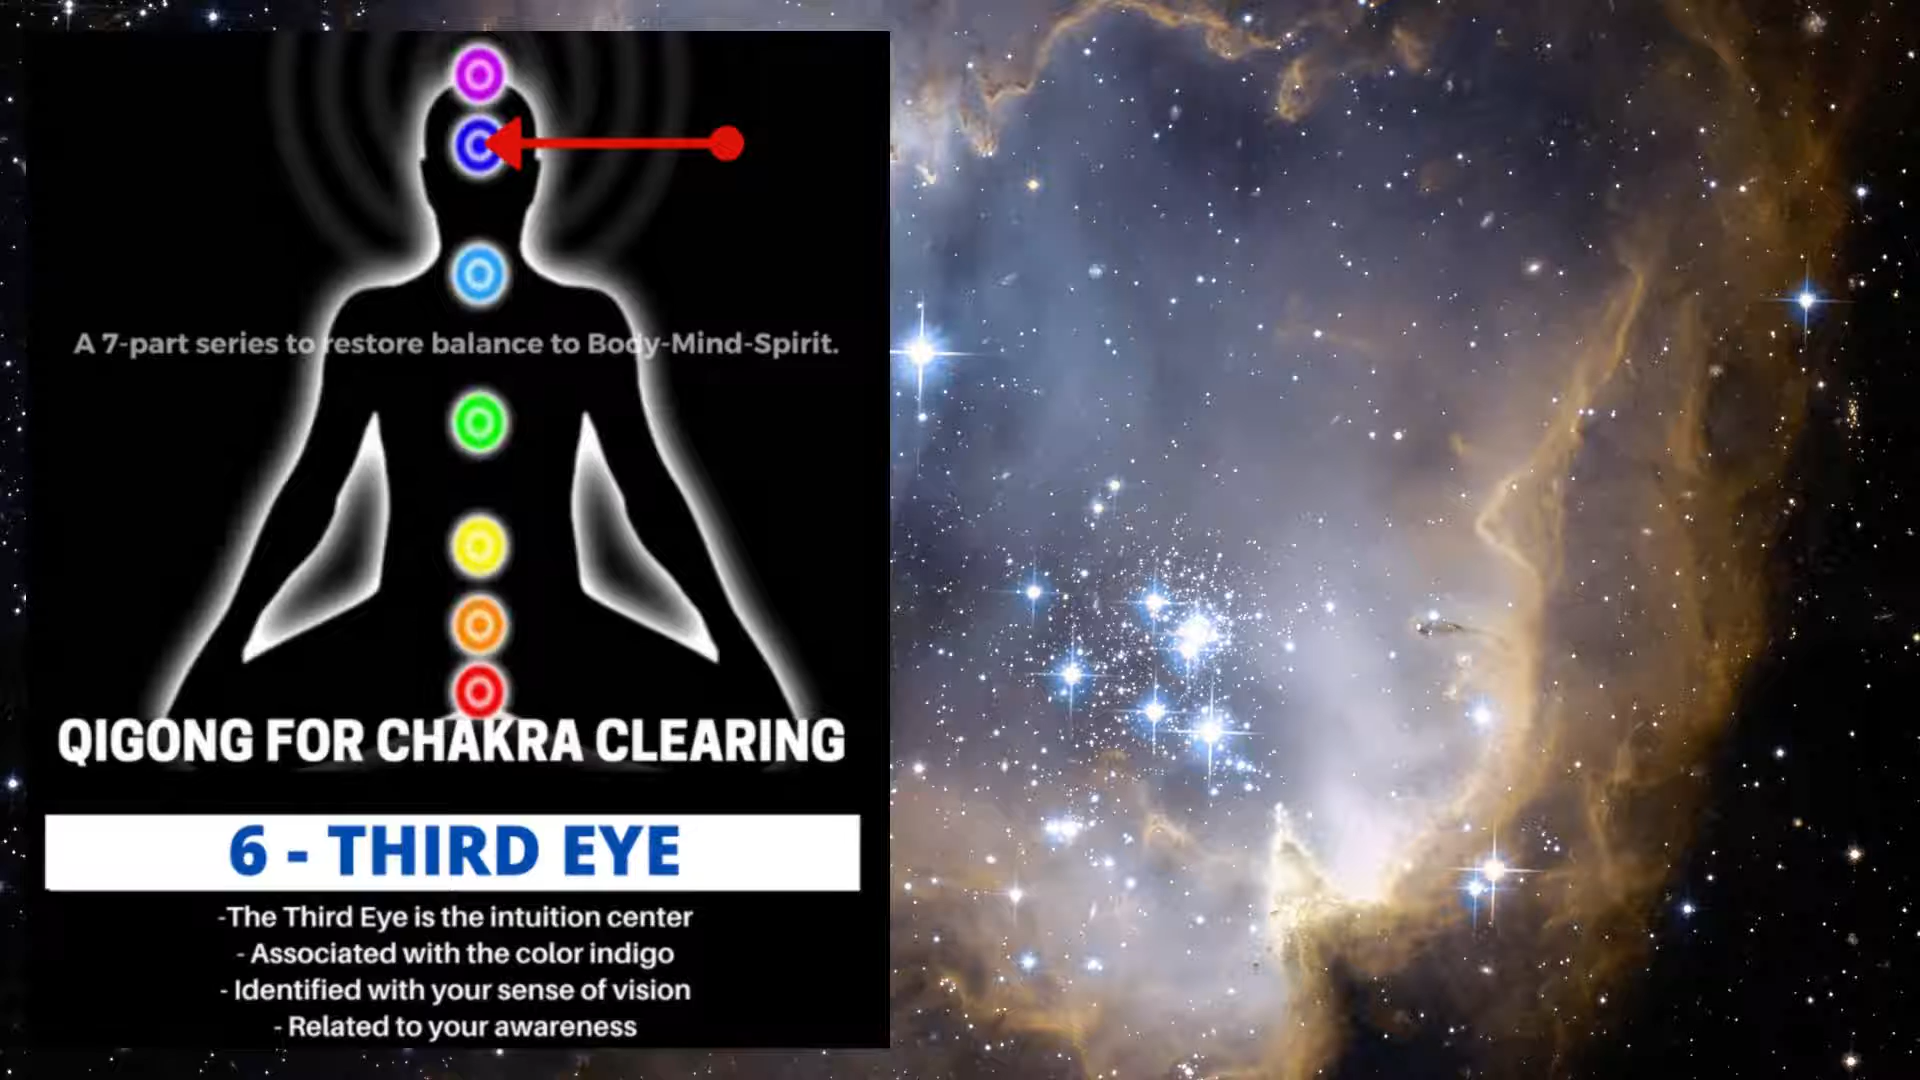 A 7-part series to restore balance to Body-Mind-Spirit.
QIGONG FOR CHAKRA CLEARING
6 - THIRD EYE
-The Third Eye is the intuition center
- Associated with the color indigo
- Identified with your sense of vision
- Related to your awareness